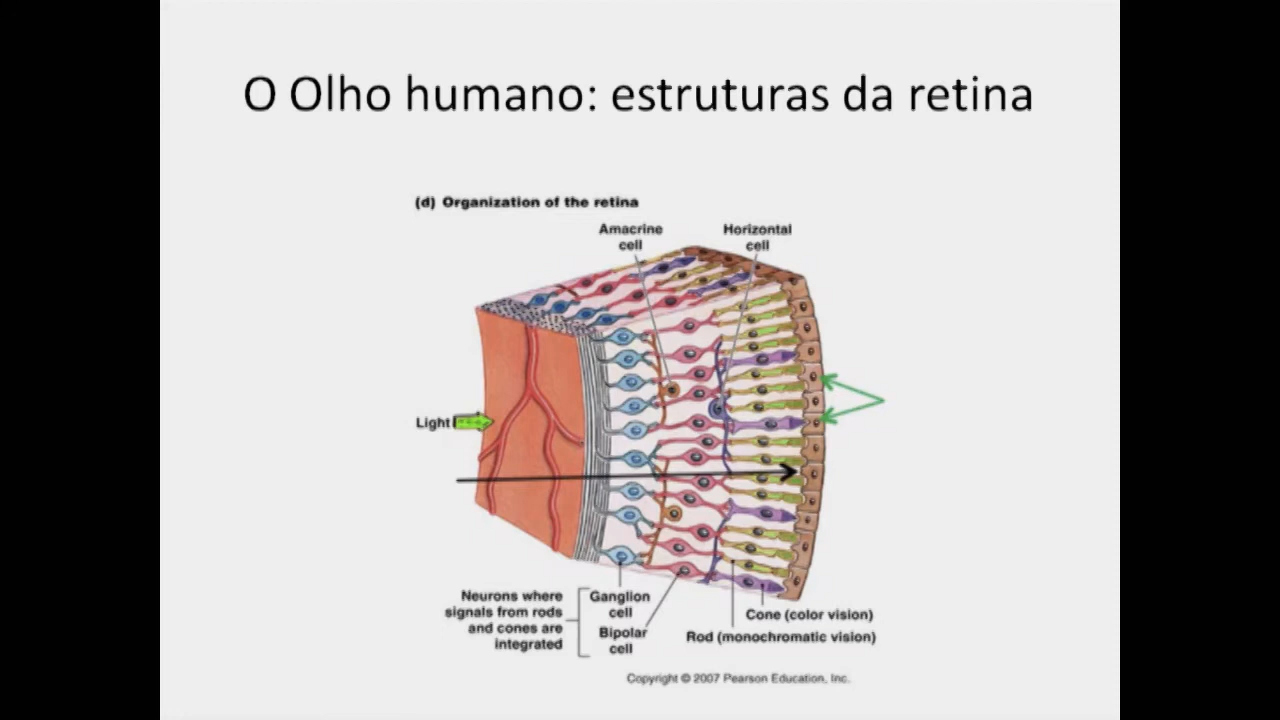 O Olho humano: estruturas da retina
(d) Organization of the retina
Amacrine
cell
Horizontal
cell
Light
Neurons where
signals from rods
and cones are
integrated
Ganglion
cell
Bipolar
cell
Cone (color vision)
Rod (monochromatic vision)
Copyright © 2007 Pearson Education, Inc.